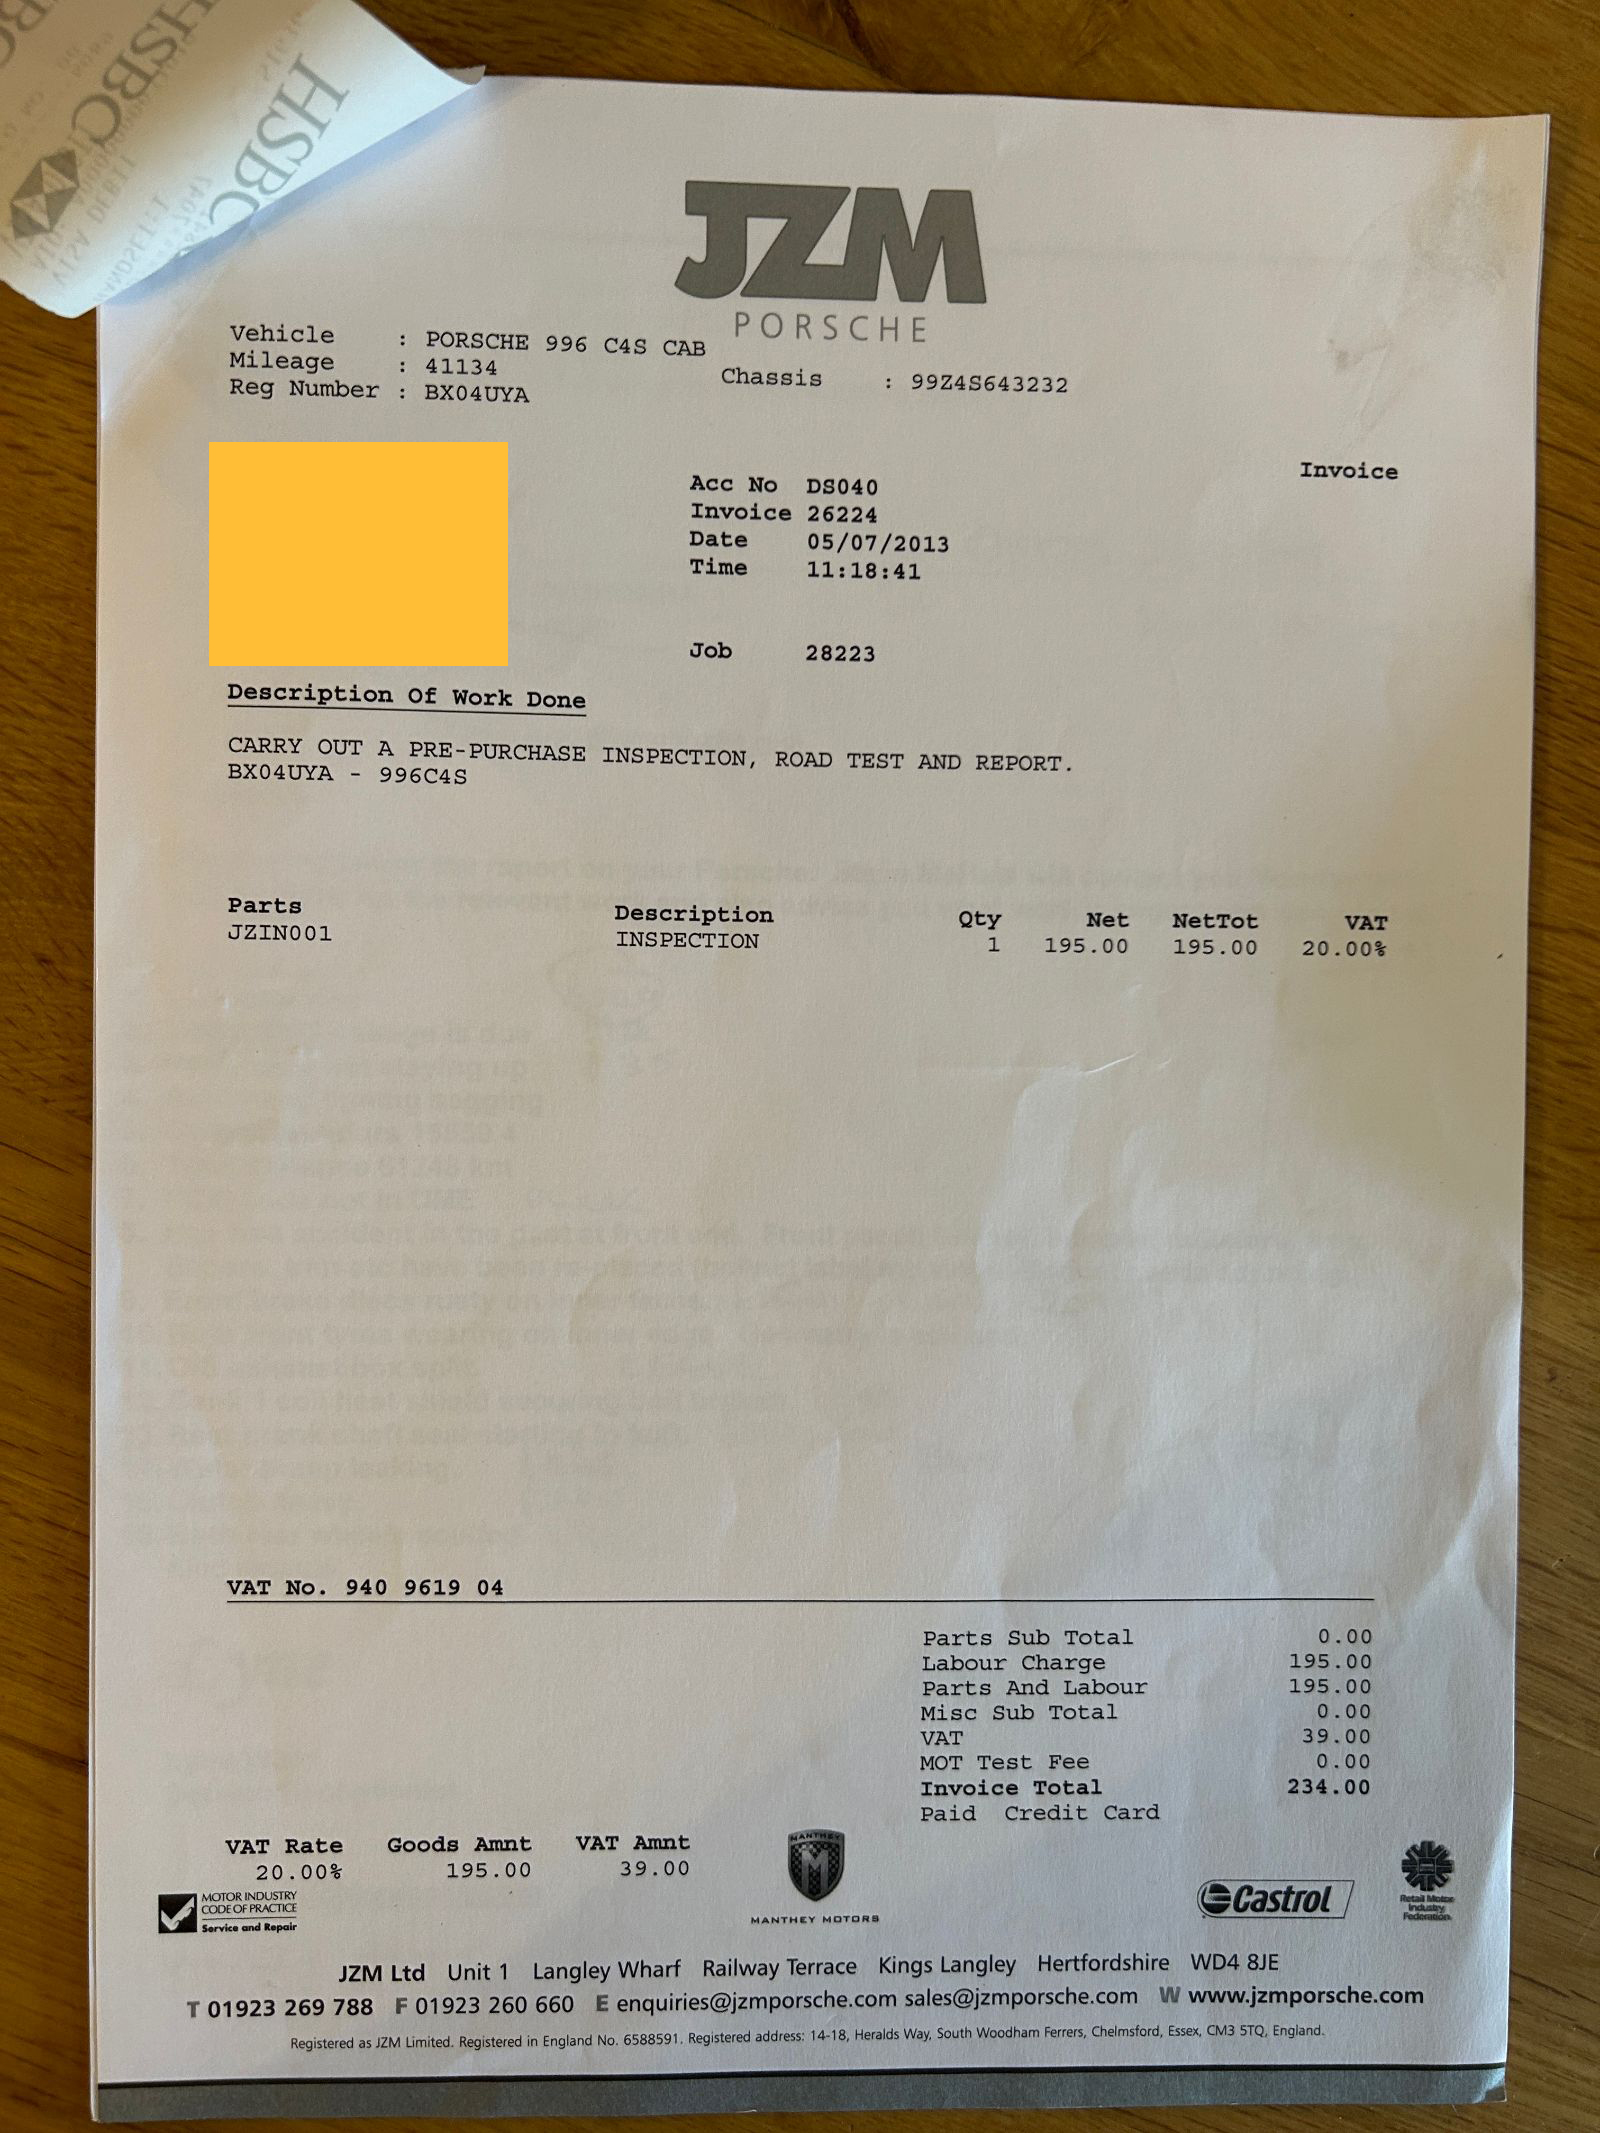 HSBC
HSBC
JZM
PORSCHE
Vehicle : PORSCHE 996 C4S CAB
Mileage : 41134
Chassis : 99Z4S643232
Reg Number : BX04UYA
Invoice
Acc No DS040
Invoice 26224
Date 05/07/2013
Time 11:18:41
Job 28223
Description Of Work Done
CARRY OUT A PRE-PURCHASE INSPECTION, ROAD TEST AND REPORT.
BX04UYA - 996C4S
Parts Description Qty Net NetTot VAT
JZIN001 INSPECTION 1 195.00 195.00 20.00%
VAT No. 940 9619 04
Parts Sub Total 0.00
Labour Charge 195.00
Parts And Labour 195.00
Misc Sub Total 0.00
VAT 39.00
MOT Test Fee 0.00
Invoice Total 234.00
Paid Credit Card
VAT Rate Goods Amnt VAT Amnt
20.00% 195.00 39.00
MOTOR INDUSTRY
CODE OF PRACTICE
Service and Repair
MANTHEY
M
MANTHEY MOTORS
Castrol
Retail Motor
Industry
Federation
JZM Ltd Unit 1 Langley Wharf Railway Terrace Kings Langley Hertfordshire WD4 8JE
T 01923 269 788 F 01923 260 660 E enquiries@jzmporsche.com sales@jzmporsche.com W www.jzmporsche.com
Registered as JZM Limited. Registered in England No. 6588591. Registered address: 14-18, Heralds Way, South Woodham Ferrers, Chelmsford, Essex, CM3 5TQ, England.